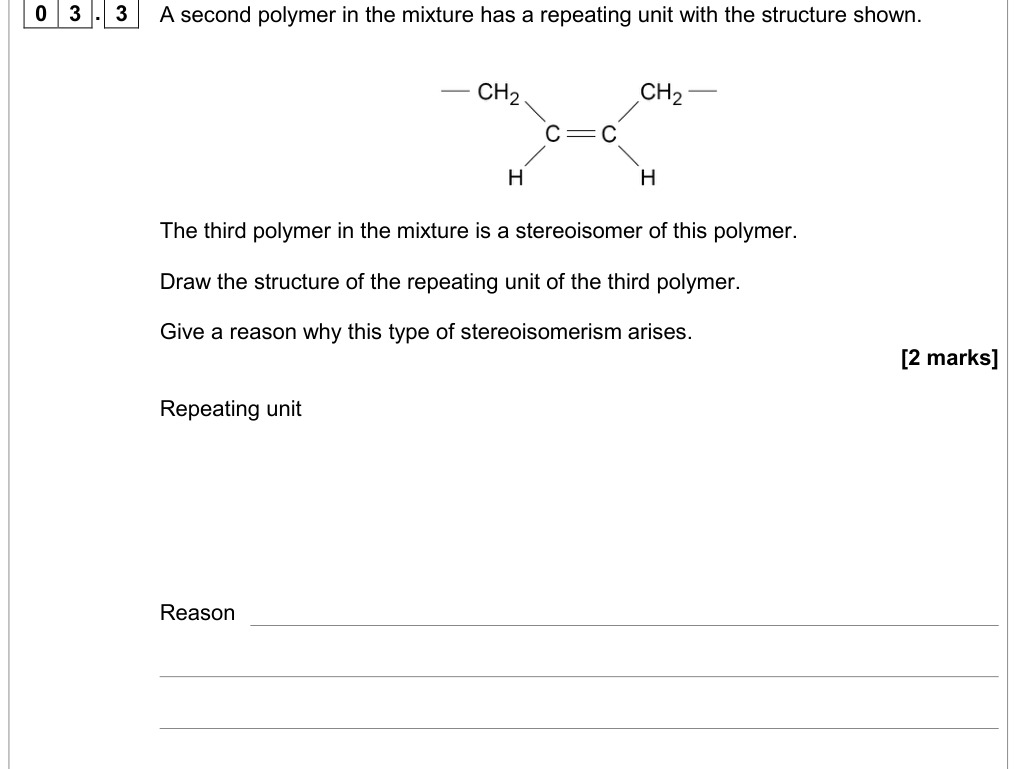 0 3 . 3 A second polymer in the mixture has a repeating unit with the structure shown.
— CH₂ CH₂ —
C═C
H H
The third polymer in the mixture is a stereoisomer of this polymer.
Draw the structure of the repeating unit of the third polymer.
Give a reason why this type of stereoisomerism arises.
[2 marks]
Repeating unit
Reason